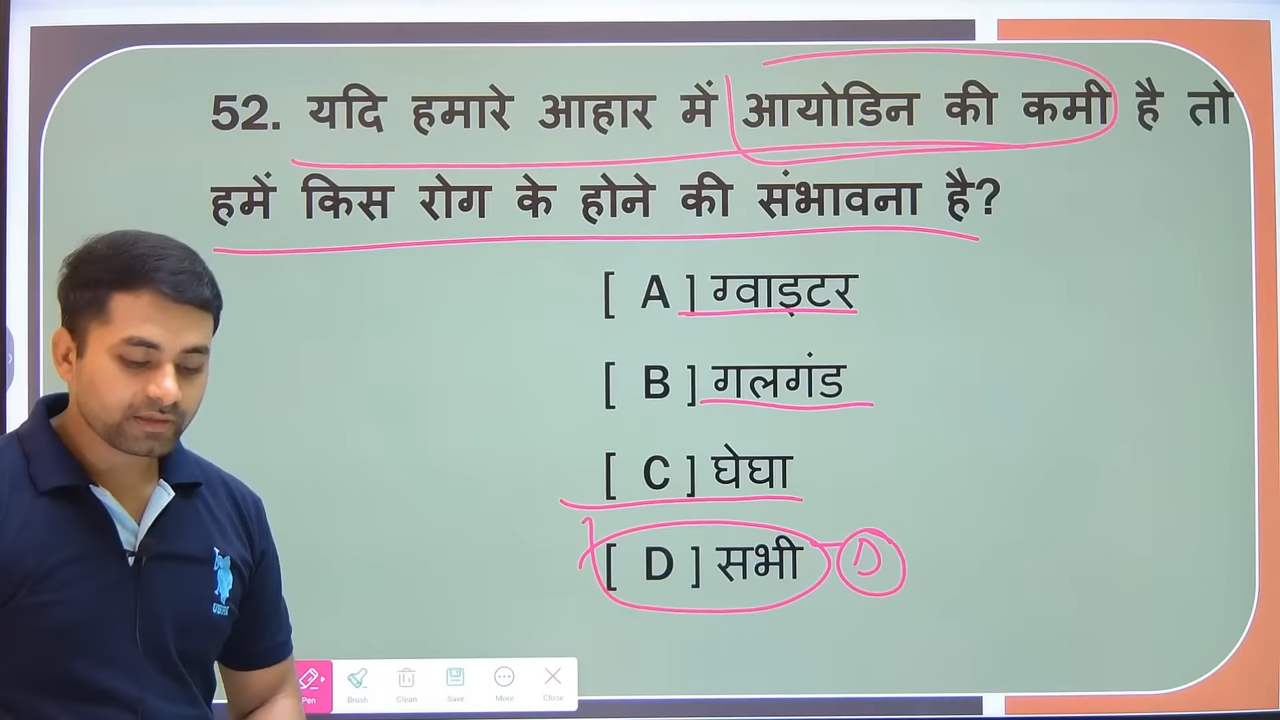 52. यदि हमारे आहार में आयोडिन की कमी है तो
हमें किस रोग के होने की संभावना है?
[ A ] ग्वाइटर
[ B ] गलगंड
[ C ] घेघा
[ D ] सभी D
Pen Brush Clean Save More Close